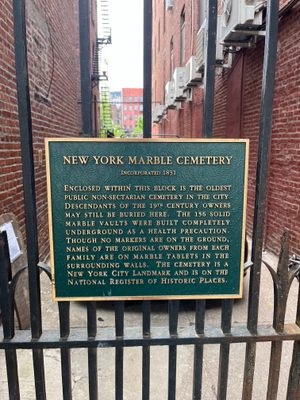 NEW YORK MARBLE CEMETERY
INCORPORATED 1831
ENCLOSED WITHIN THIS BLOCK IS THE OLDEST
PUBLIC NON-SECTARIAN CEMETERY IN THE CITY.
DESCENDANTS OF THE 19TH CENTURY OWNERS
MAY STILL BE BURIED HERE. THE 156 SOLID
MARBLE VAULTS WERE BUILT COMPLETELY
UNDERGROUND AS A HEALTH PRECAUTION.
THOUGH NO MARKERS ARE ON THE GROUND,
NAMES OF THE ORIGINAL OWNERS FROM EACH
FAMILY ARE ON MARBLE TABLETS IN THE
SURROUNDING WALLS. THE CEMETERY IS A
NEW YORK CITY LANDMARK AND IS ON THE
NATIONAL REGISTER OF HISTORIC PLACES.